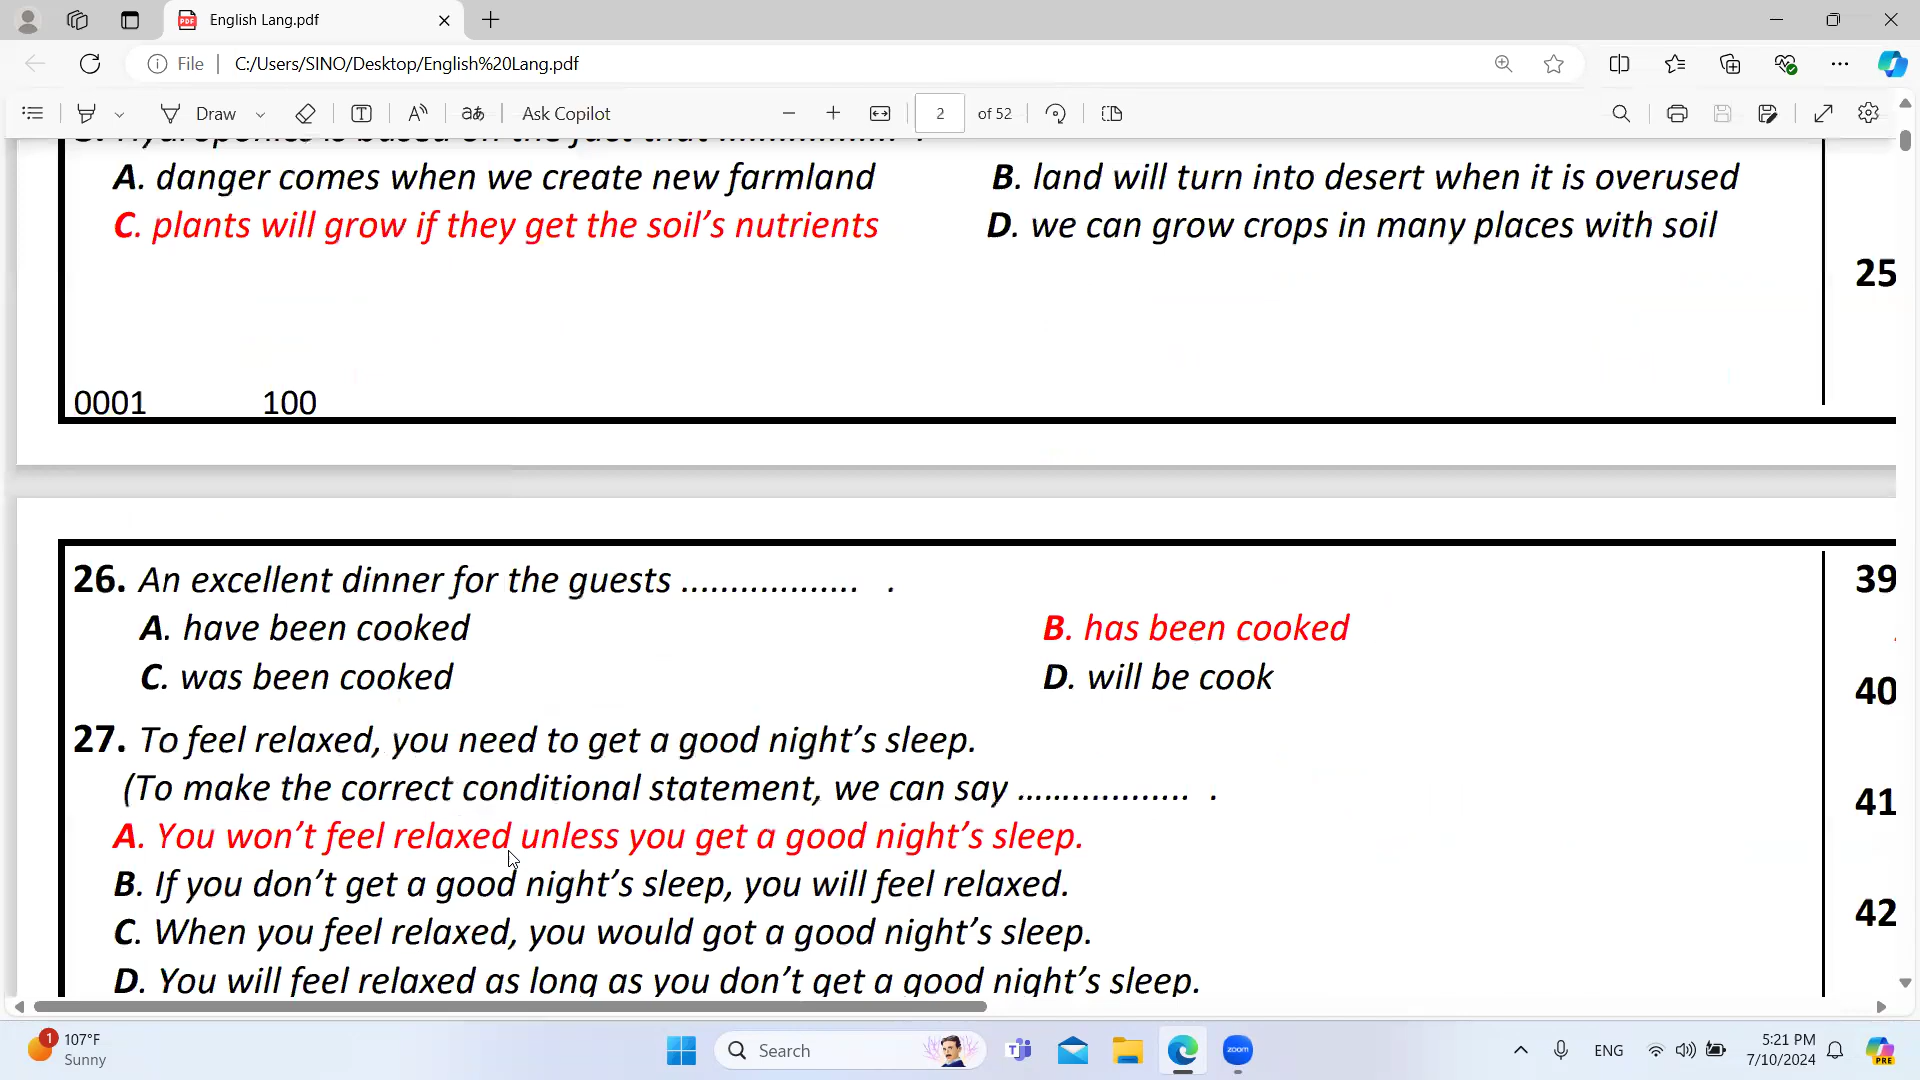 English Lang.pdf
File
C:/Users/SINO/Desktop/English%20Lang.pdf
Draw
Ask Copilot
2 of 52
A. danger comes when we create new farmland B. land will turn into desert when it is overused
C. plants will grow if they get the soil's nutrients D. we can grow crops in many places with soil
25
0001 100
26. An excellent dinner for the guests .................. .
A. have been cooked B. has been cooked
C. was been cooked D. will be cook
27. To feel relaxed, you need to get a good night's sleep.
(To make the correct conditional statement, we can say .................. .
A. You won't feel relaxed unless you get a good night's sleep.
B. If you don't get a good night's sleep, you will feel relaxed.
C. When you feel relaxed, you would got a good night's sleep.
D. You will feel relaxed as long as you don't get a good night's sleep.
39
40
41
42
1
107°F
Sunny
Search
zoom
ENG
5:21 PM
7/10/2024
PRE